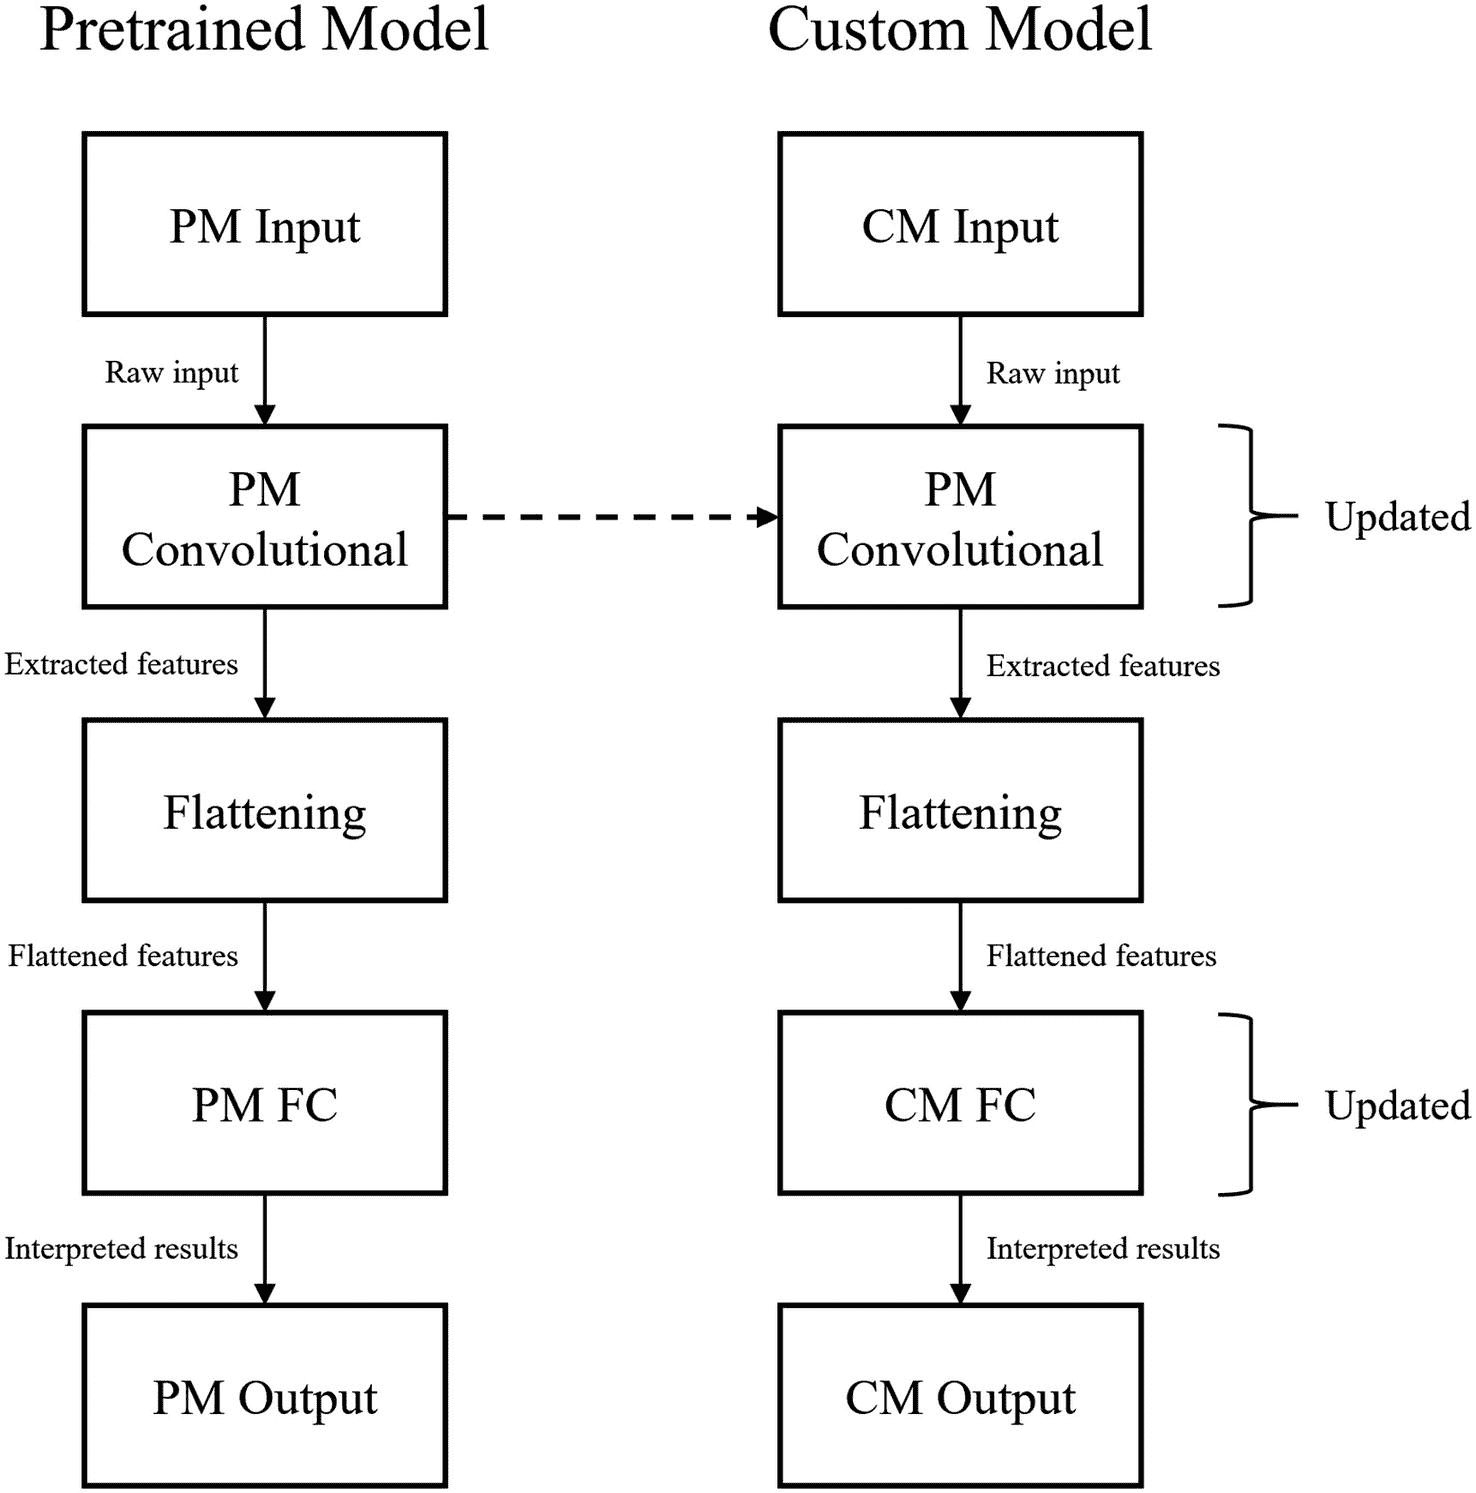 Pretrained Model
Custom Model
PM Input
CM Input
Raw input
Raw input
PM
Convolutional
PM
Convolutional
Updated
Extracted features
Extracted features
Flattening
Flattening
Flattened features
Flattened features
PM FC
CM FC
Updated
Interpreted results
Interpreted results
PM Output
CM Output